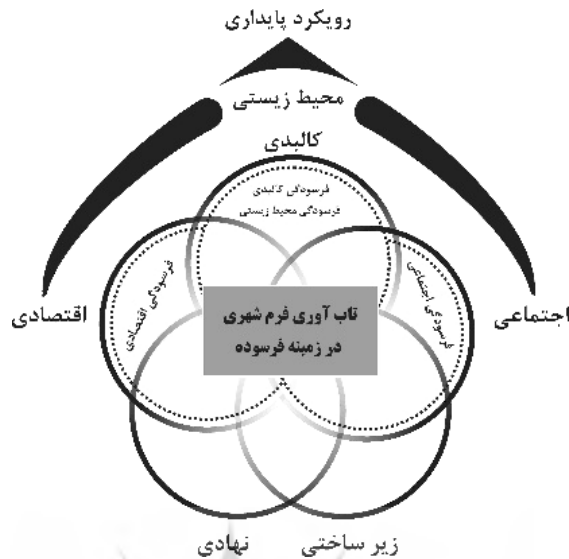 رویکرد پایداری
محیط زیستی
کالبدی
فرسودگی کالبدی
فرسودگی محیط زیستی
فرسودگی اجتماعی
فرسودگی اقتصادی
اجتماعی
اقتصادی
تاب آوری فرم شهری
در زمینه فرسوده
زیر ساختی
نهادی